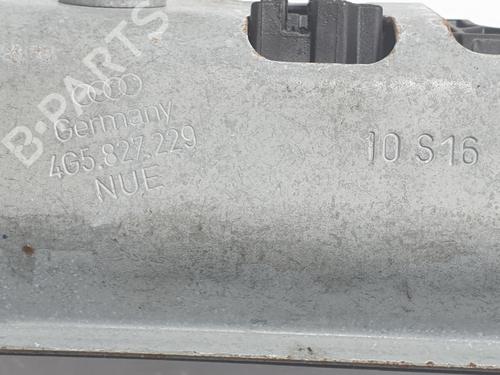 B-PARTS
Germany
4G5.827.229
NUE
10 S16